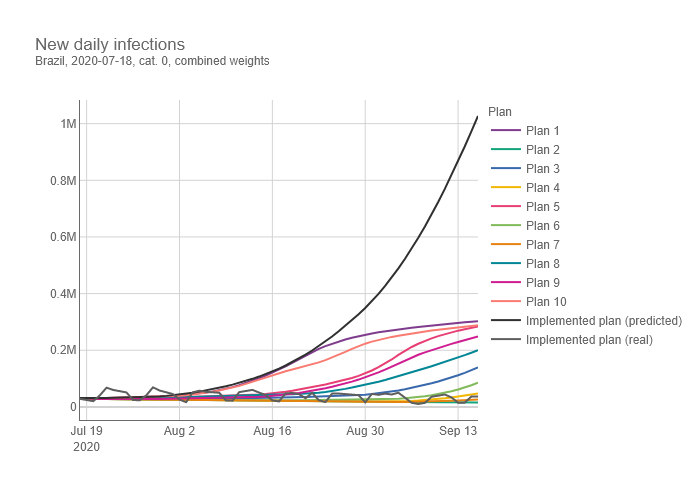 New daily infections
Brazil, 2020-07-18, cat. 0, combined weights
1M
0.8M
0.6M
0.4M
0.2M
0
Jul 19
2020
Aug 2
Aug 16
Aug 30
Sep 13
Plan
Plan 1
Plan 2
Plan 3
Plan 4
Plan 5
Plan 6
Plan 7
Plan 8
Plan 9
Plan 10
Implemented plan (predicted)
Implemented plan (real)